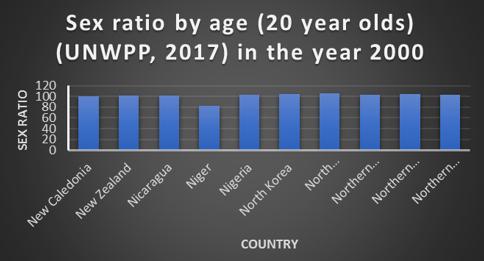 Sex ratio by age (20 year olds)
(UNWPP, 2017) in the year 2000
SEX RATIO
120
100
80
60
40
20
0
New Caledonia
New Zealand
Nicaragua
Niger
Nigeria
North Korea
North...
Northern...
Northern...
Northern...
COUNTRY